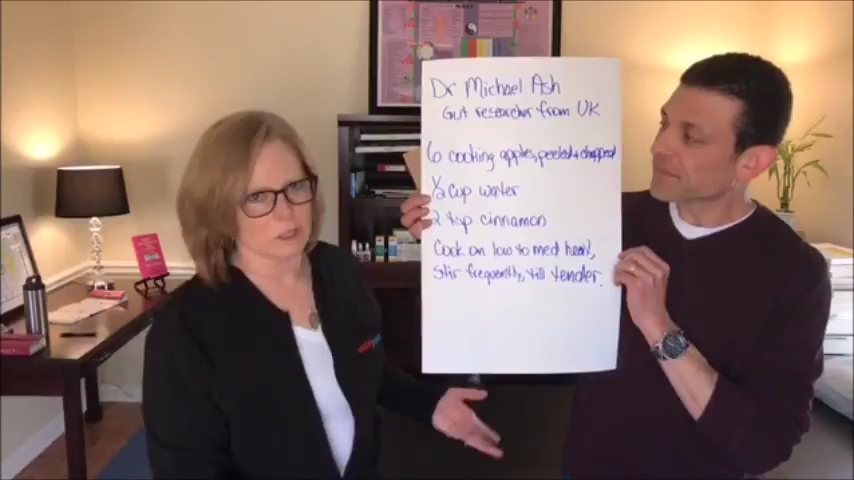 Dr Michael Ash
Gut researcher from UK
6 cooking apples, peeled + chopped
1/2 cup water
2 tsp cinnamon
Cook on low to med heat,
stir frequently, till tender.